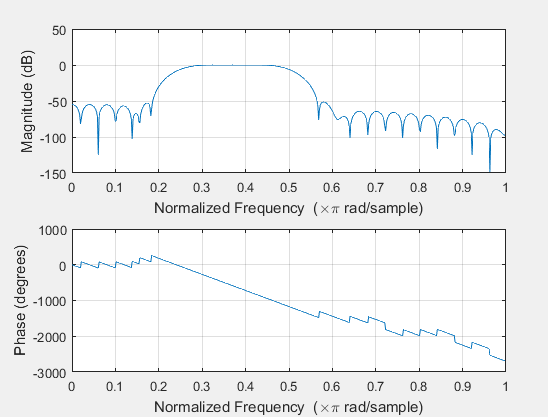 50
0
-50
-100
-150
Magnitude (dB)
0 0.1 0.2 0.3 0.4 0.5 0.6 0.7 0.8 0.9 1
Normalized Frequency (×π rad/sample)
1000
0
-1000
-2000
-3000
Phase (degrees)
0 0.1 0.2 0.3 0.4 0.5 0.6 0.7 0.8 0.9 1
Normalized Frequency (×π rad/sample)